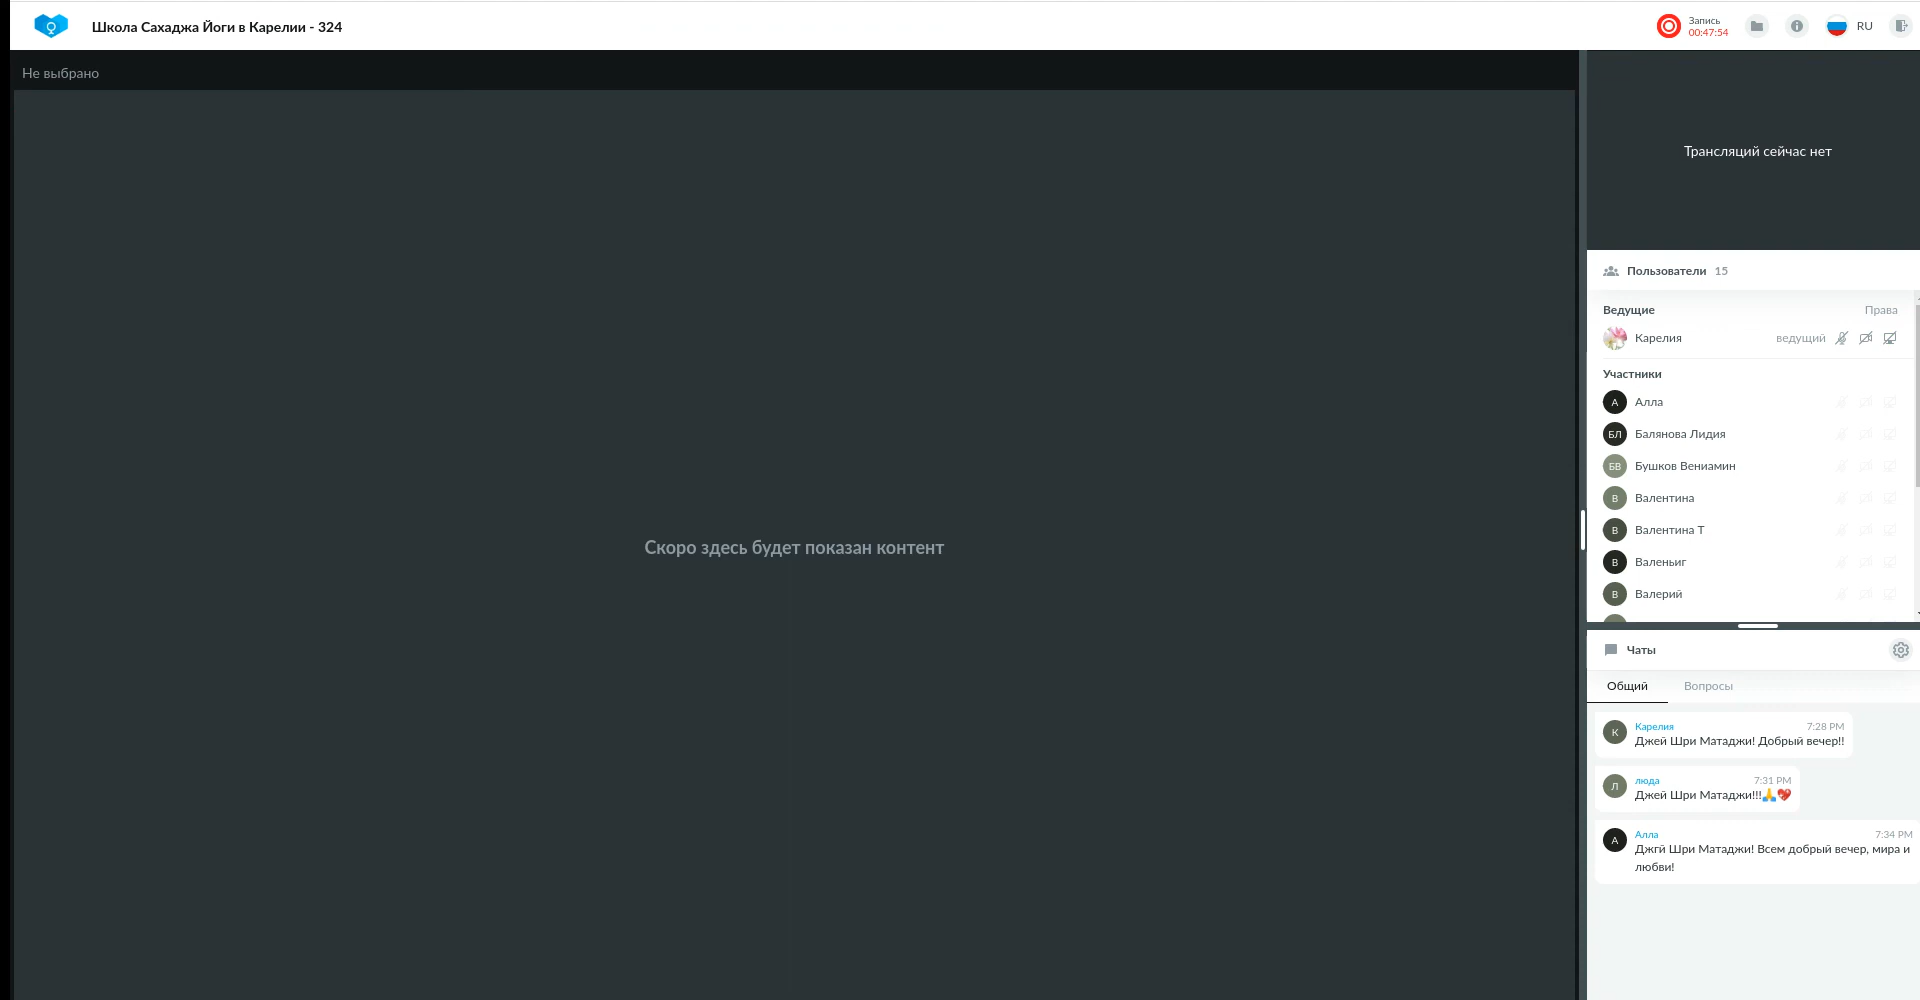 Школа Сахаджа Йоги в Карелии - 324
Запись
00:47:54
RU
Не выбрано
Скоро здесь будет показан контент
Трансляций сейчас нет
Пользователи 15
Ведущие Права
Карелия ведущий
Участники
А Алла
БЛ Балянова Лидия
БВ Бушков Вениамин
В Валентина
В Валентина Т
В Валеньиг
В Валерий
Чаты
Общий Вопросы
К Карелия 7:28 PM
Джей Шри Матаджи! Добрый вечер!!
Л люда 7:31 PM
Джей Шри Матаджи!!!🙏💖
А Алла 7:34 PM
Джгй Шри Матаджи! Всем добрый вечер, мира и
любви!